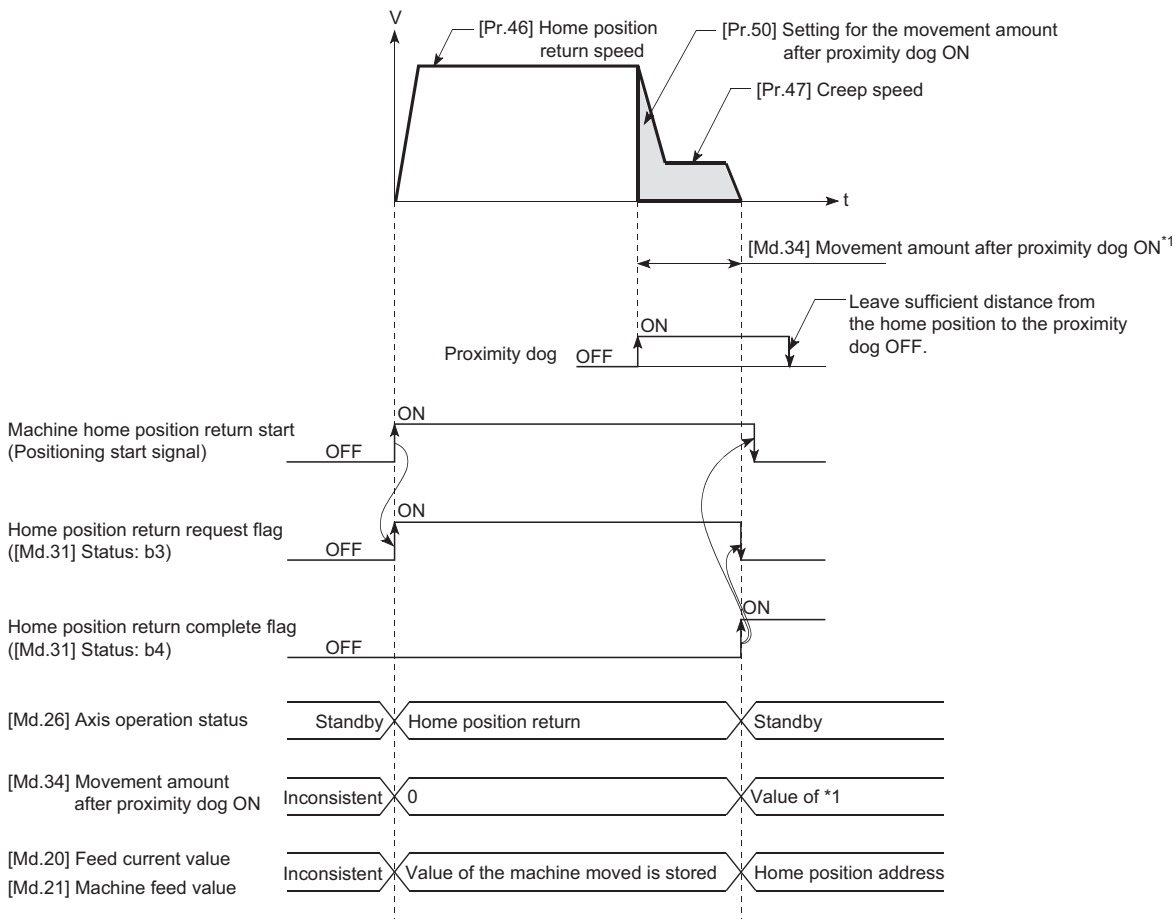 V
[Pr.46] Home position
return speed
[Pr.50] Setting for the movement amount
after proximity dog ON
[Pr.47] Creep speed
t
[Md.34] Movement amount after proximity dog ON*1
Leave sufficient distance from
the home position to the proximity
dog OFF.
ON
Proximity dog OFF
ON
Machine home position return start
(Positioning start signal)
OFF
ON
Home position return request flag
([Md.31] Status: b3)
OFF
ON
Home position return complete flag
([Md.31] Status: b4)
OFF
[Md.26] Axis operation status Standby Home position return Standby
[Md.34] Movement amount
after proximity dog ON Inconsistent 0 Value of *1
[Md.20] Feed current value
[Md.21] Machine feed value
Inconsistent Value of the machine moved is stored Home position address